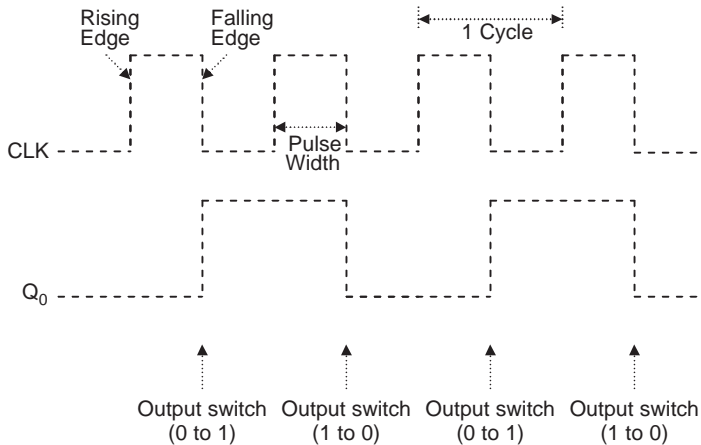 Rising
Edge
Falling
Edge
1 Cycle
CLK
Pulse
Width
Q0
Output switch
(0 to 1)
Output switch
(1 to 0)
Output switch
(0 to 1)
Output switch
(1 to 0)